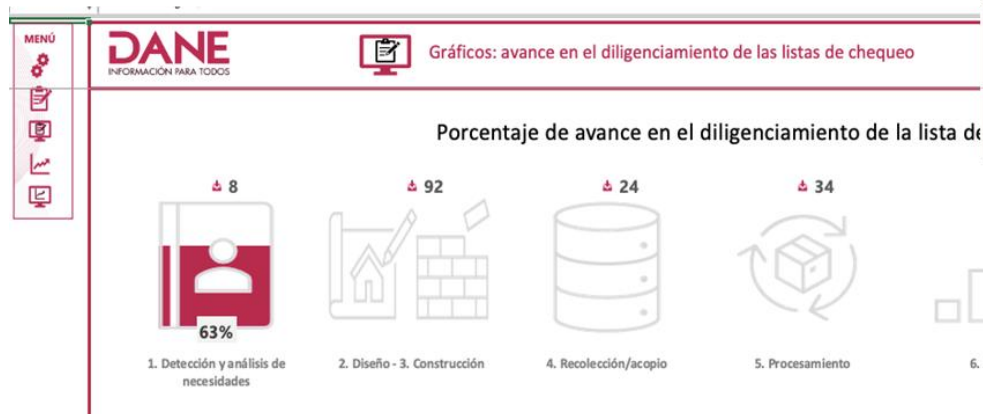 MENÚ
DANE
INFORMACIÓN PARA TODOS
Gráficos: avance en el diligenciamiento de las listas de chequeo
Porcentaje de avance en el diligenciamiento de la lista de
8
92
24
34
63%
1. Detección y análisis de
necesidades
2. Diseño - 3. Construcción
4. Recolección/acopio
5. Procesamiento
6.